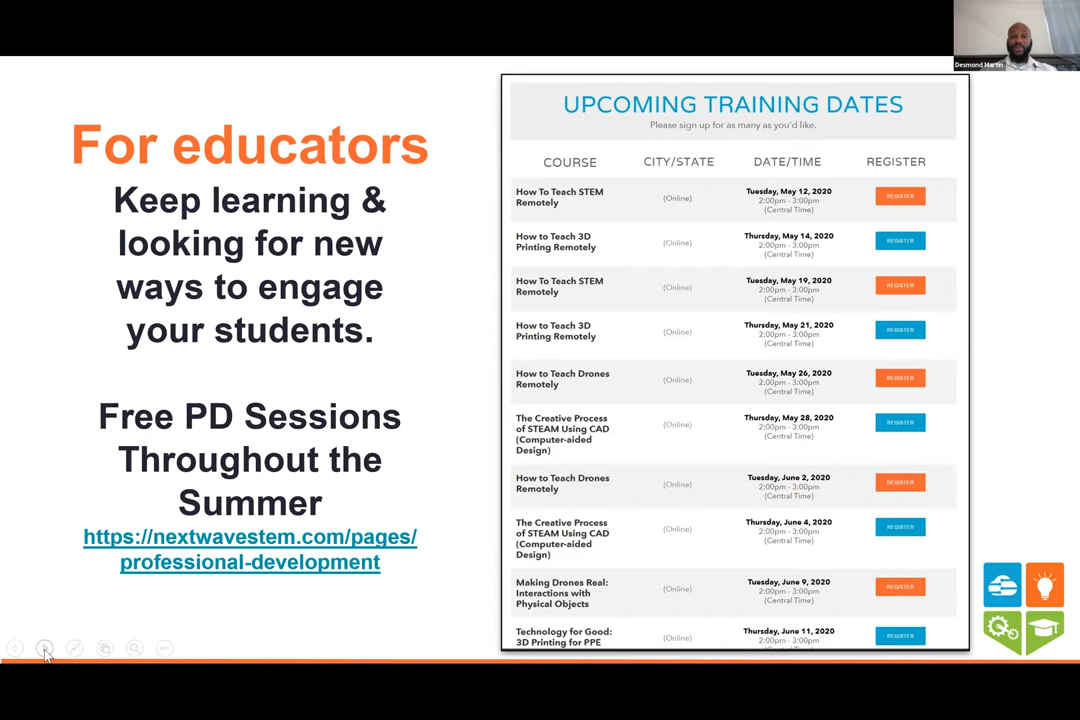 Desmond Martin
For educators
Keep learning &
looking for new
ways to engage
your students.
Free PD Sessions
Throughout the
Summer
https://nextwavestem.com/pages/
professional-development
UPCOMING TRAINING DATES
Please sign up for as many as you'd like.
COURSE CITY/STATE DATE/TIME REGISTER
How To Teach STEM
Remotely
(Online)
Tuesday, May 12, 2020
2:00pm - 3:00pm
(Central Time)
REGISTER
How to Teach 3D
Printing Remotely
(Online)
Thursday, May 14, 2020
2:00pm - 3:00pm
(Central Time)
REGISTER
How To Teach STEM
Remotely
(Online)
Tuesday, May 19, 2020
2:00pm - 3:00pm
(Central Time)
REGISTER
How to Teach 3D
Printing Remotely
(Online)
Thursday, May 21, 2020
2:00pm - 3:00pm
(Central Time)
REGISTER
How to Teach Drones
Remotely
(Online)
Tuesday, May 26, 2020
2:00pm - 3:00pm
(Central Time)
REGISTER
The Creative Process
of STEAM Using CAD
(Computer-aided
Design)
(Online)
Thursday, May 28, 2020
2:00pm - 3:00pm
(Central Time)
REGISTER
How to Teach Drones
Remotely
(Online)
Tuesday, June 2, 2020
2:00pm - 3:00pm
(Central Time)
REGISTER
The Creative Process
of STEAM Using CAD
(Computer-aided
Design)
(Online)
Thursday, June 4, 2020
2:00pm - 3:00pm
(Central Time)
REGISTER
Making Drones Real:
Interactions with
Physical Objects
(Online)
Tuesday, June 9, 2020
2:00pm - 3:00pm
(Central Time)
REGISTER
Technology for Good:
3D Printing for PPE
(Online)
Thursday, June 11, 2020
2:00pm - 3:00pm
REGISTER